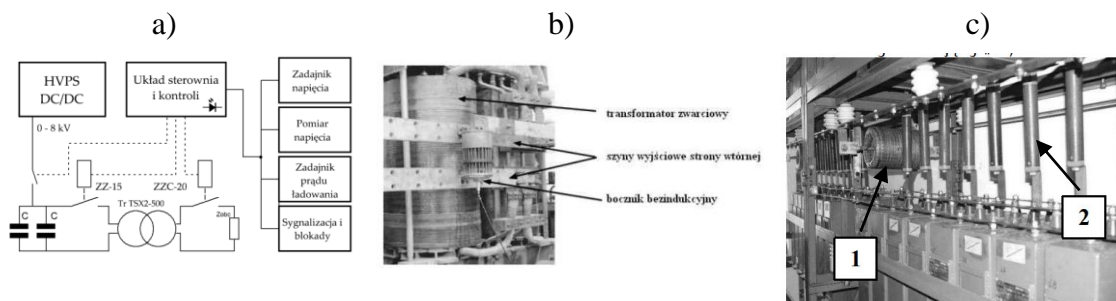 a)
b)
c)
HVPS
DC/DC
Układ sterownia
i kontroli
Zadajnik
napięcia
Pomiar
napięcia
Zadajnik
prądu
ładowania
Sygnalizacja i
blokady
0 - 8 kV
ZZ-15
ZZC-20
Tr TSX2-500
C
C
Zobc
transformator zwarciowy
szyny wyjściowe strony wtórnej
bocznik bezindukcyjny
1
2